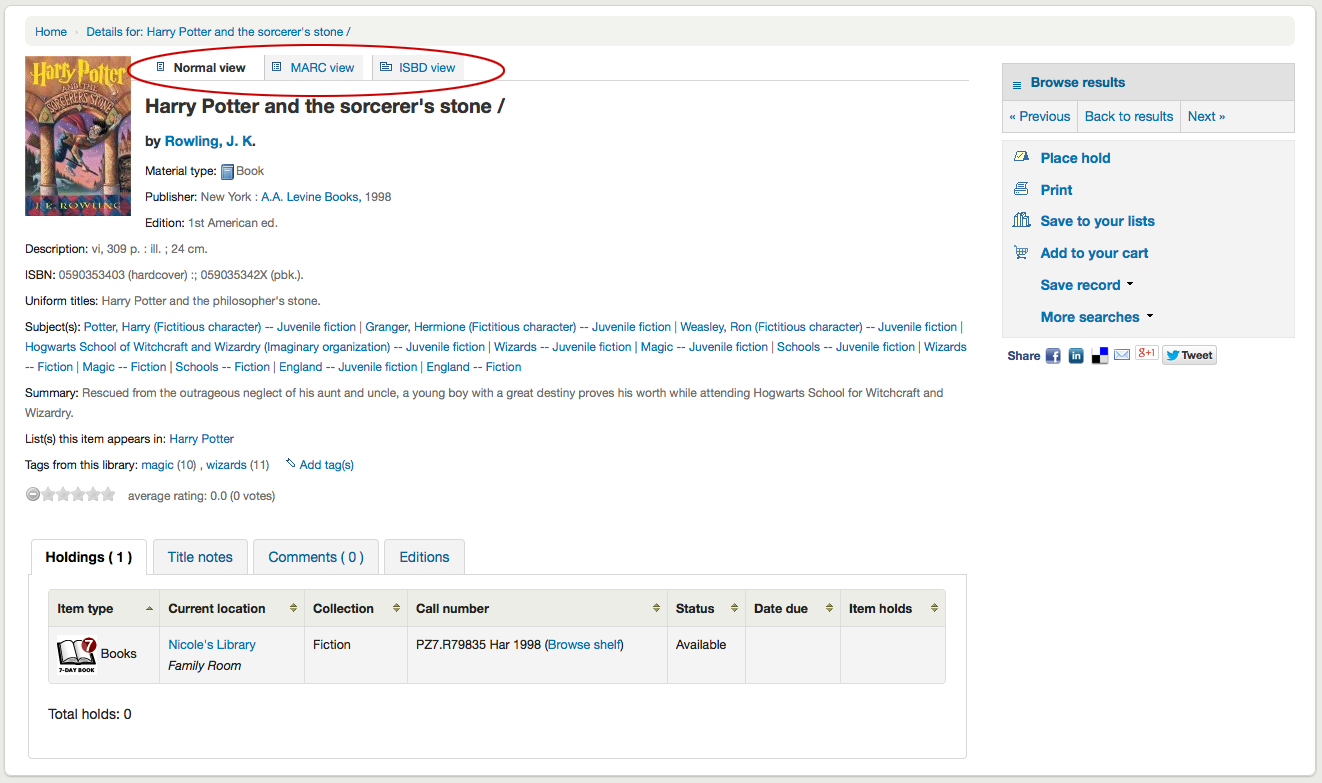 Home › Details for: Harry Potter and the sorcerer's stone /
Harry Potter
AND THE
SORCERER'S STONE
J.K. ROWLING
Normal view MARC view ISBD view
Harry Potter and the sorcerer's stone /
by Rowling, J. K.
Material type: Book
Publisher: New York : A.A. Levine Books, 1998
Edition: 1st American ed.
Description: vi, 309 p. : ill. ; 24 cm.
ISBN: 0590353403 (hardcover) :; 059035342X (pbk.).
Uniform titles: Harry Potter and the philosopher's stone.
Subject(s): Potter, Harry (Fictitious character) -- Juvenile fiction | Granger, Hermione (Fictitious character) -- Juvenile fiction | Weasley, Ron (Fictitious character) -- Juvenile fiction |
Hogwarts School of Witchcraft and Wizardry (Imaginary organization) -- Juvenile fiction | Wizards -- Juvenile fiction | Magic -- Juvenile fiction | Schools -- Juvenile fiction | Wizards
-- Fiction | Magic -- Fiction | Schools -- Fiction | England -- Juvenile fiction | England -- Fiction
Summary: Rescued from the outrageous neglect of his aunt and uncle, a young boy with a great destiny proves his worth while attending Hogwarts School for Witchcraft and
Wizardry.
List(s) this item appears in: Harry Potter
Tags from this library: magic (10) , wizards (11) Add tag(s)
average rating: 0.0 (0 votes)
Holdings ( 1 ) Title notes Comments ( 0 ) Editions
Item type Current location Collection Call number Status Date due Item holds
7
7-DAY BOOK
Books Nicole's Library Fiction PZ7.R79835 Har 1998 (Browse shelf) Available
Family Room
Total holds: 0
Browse results
« Previous Back to results Next »
Place hold
Print
Save to your lists
Add to your cart
Save record
More searches
Share f in g+1 Tweet